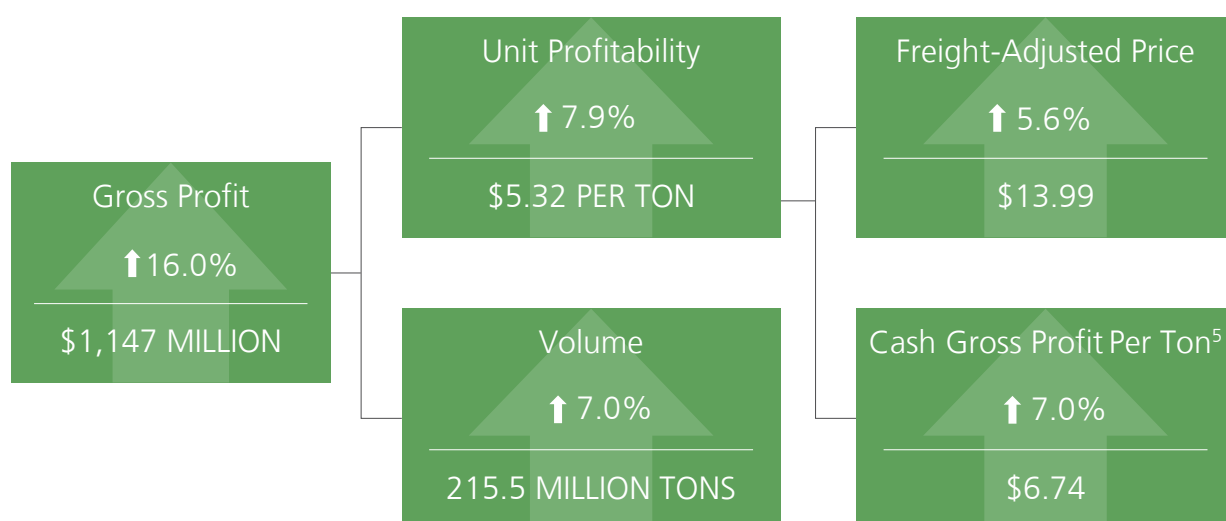 Gross Profit
⬆16.0%
$1,147 MILLION
Unit Profitability
⬆ 7.9%
$5.32 PER TON
Volume
⬆ 7.0%
215.5 MILLION TONS
Freight-Adjusted Price
⬆ 5.6%
$13.99
Cash Gross Profit Per Ton⁵
⬆ 7.0%
$6.74